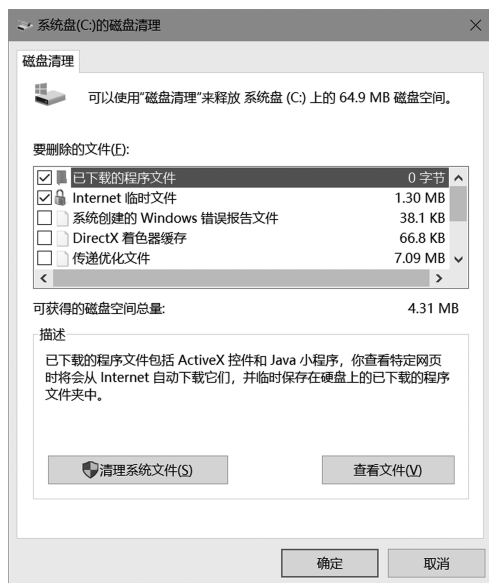 系统盘(C:)的磁盘清理
磁盘清理
可以使用“磁盘清理”来释放 系统盘 (C:) 上的 64.9 MB 磁盘空间。
要删除的文件(F):
已下载的程序文件 0 字节
Internet 临时文件 1.30 MB
系统创建的 Windows 错误报告文件 38.1 KB
DirectX 着色器缓存 66.8 KB
传递优化文件 7.09 MB
可获得的磁盘空间总量: 4.31 MB
描述
已下载的程序文件包括 ActiveX 控件和 Java 小程序，你查看特定网页
时将会从 Internet 自动下载它们，并临时保存在硬盘上的已下载的程序
文件夹中。
清理系统文件(S) 查看文件(V)
确定 取消